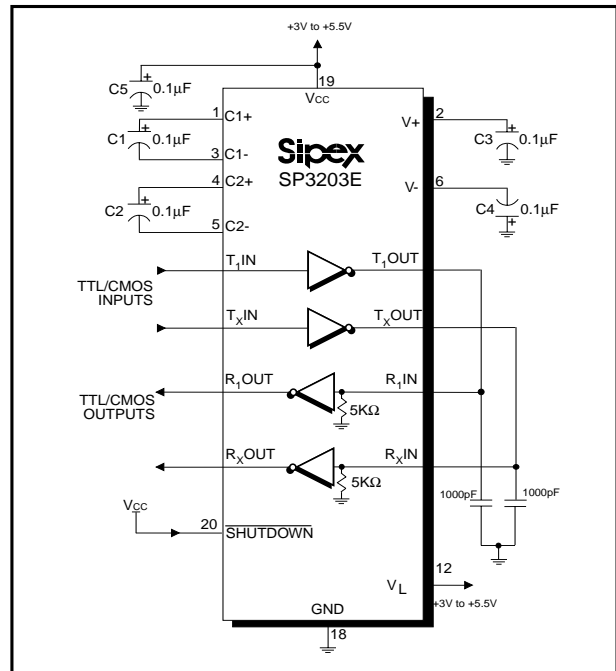 +3V to +5.5V
19
VCC
C5 + 0.1µF
1 C1+
C1 + 0.1µF
3 C1-
4 C2+
C2 + 0.1µF
5 C2-
Sipex
SP3203E
V+ 2
C3 + 0.1µF
V- 6
C4 + 0.1µF
TTL/CMOS
INPUTS
T1IN
T1OUT
TXIN
TXOUT
TTL/CMOS
OUTPUTS
R1OUT
R1IN
5KΩ
RXOUT
RXIN
5KΩ
1000pF
1000pF
VCC
20 SHUTDOWN
12
VL
+3V to +5.5V
GND
18